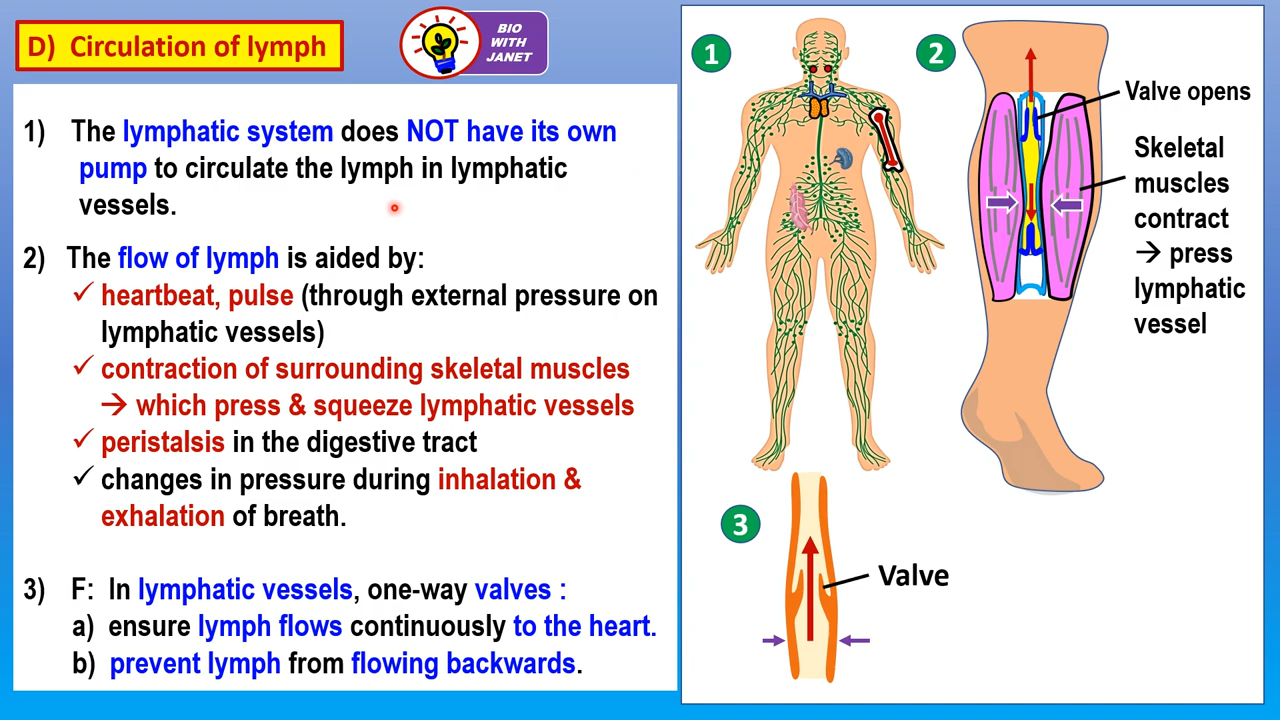 D) Circulation of lymph
BIO
WITH
JANET
1) The lymphatic system does NOT have its own
pump to circulate the lymph in lymphatic
vessels.
2) The flow of lymph is aided by:
✓ heartbeat, pulse (through external pressure on
lymphatic vessels)
✓ contraction of surrounding skeletal muscles
→ which press & squeeze lymphatic vessels
✓ peristalsis in the digestive tract
✓ changes in pressure during inhalation &
exhalation of breath.
3) F: In lymphatic vessels, one-way valves :
a) ensure lymph flows continuously to the heart.
b) prevent lymph from flowing backwards.
1
2
Valve opens
Skeletal
muscles
contract
→ press
lymphatic
vessel
3
Valve